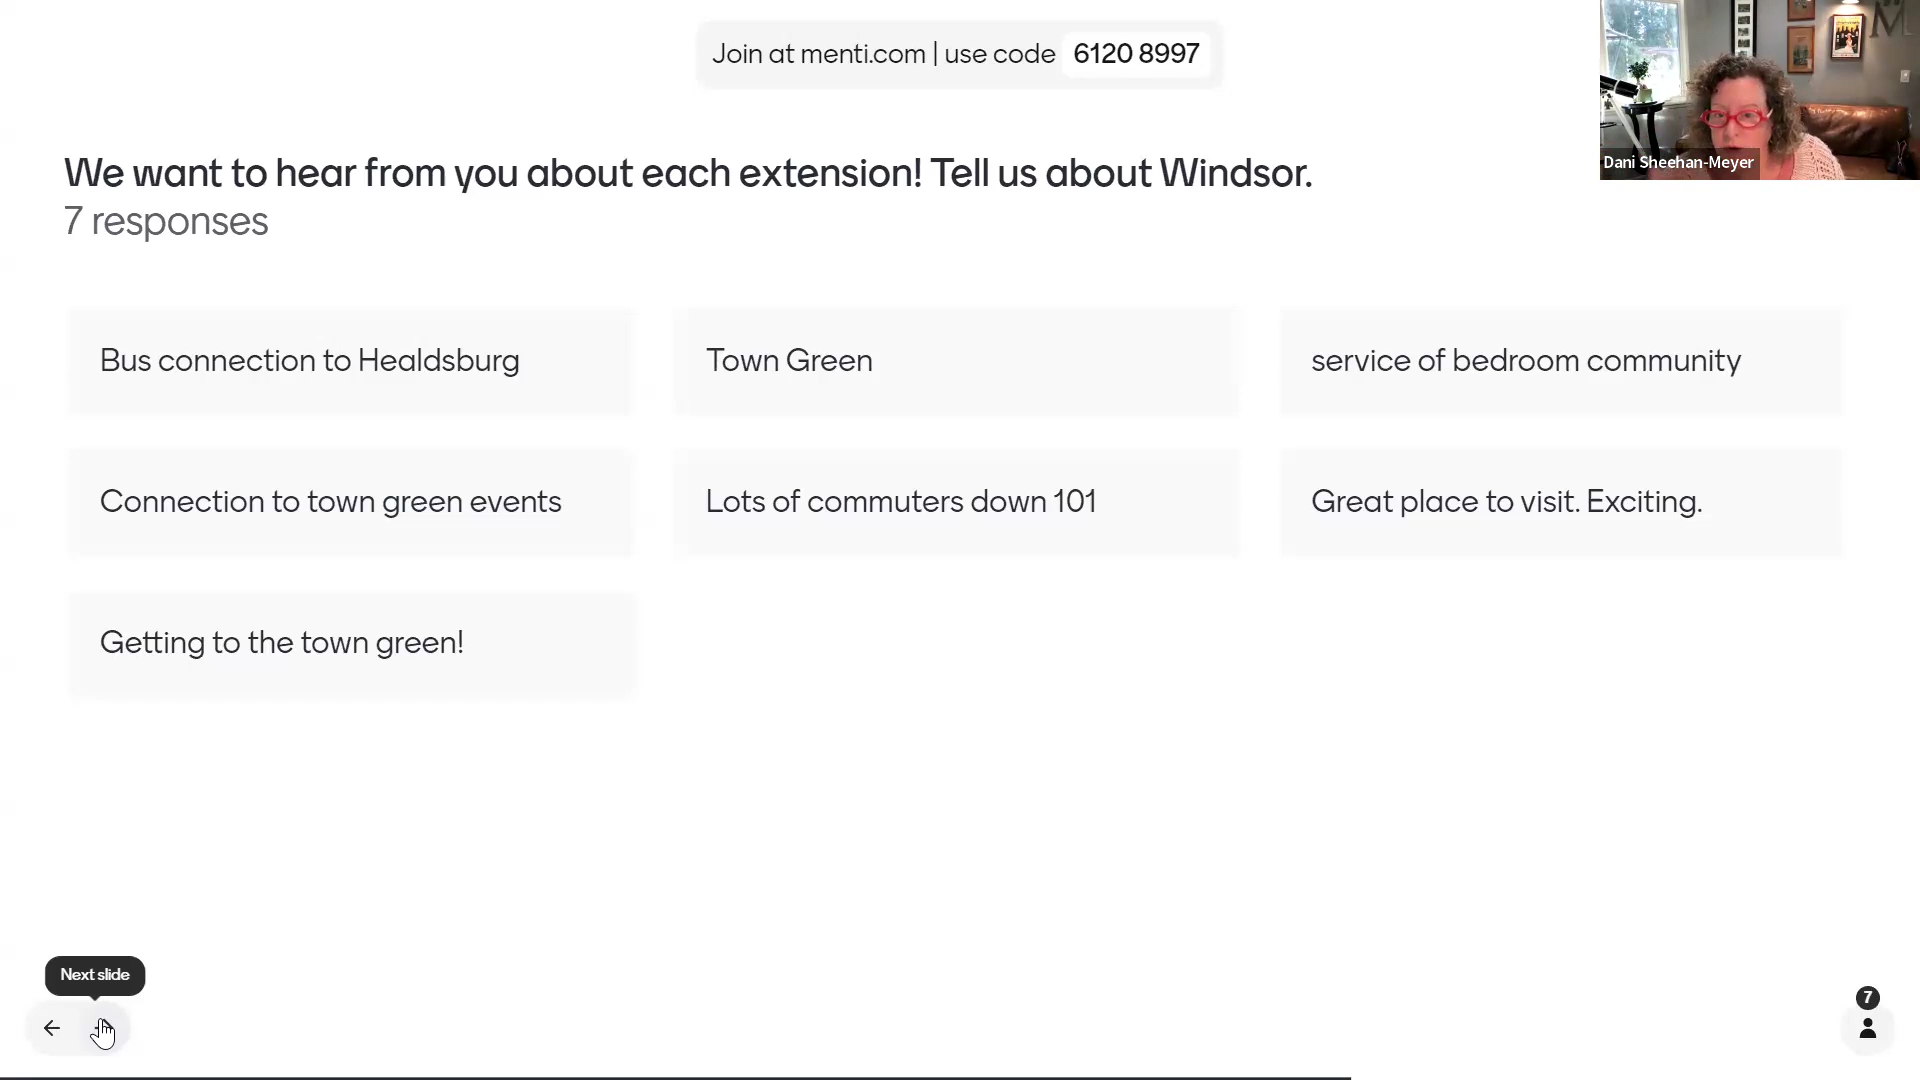 Join at menti.com | use code 6120 8997
Dani Sheehan-Meyer
We want to hear from you about each extension! Tell us about Windsor.
7 responses
Bus connection to Healdsburg
Town Green
service of bedroom community
Connection to town green events
Lots of commuters down 101
Great place to visit. Exciting.
Getting to the town green!
Next slide
7